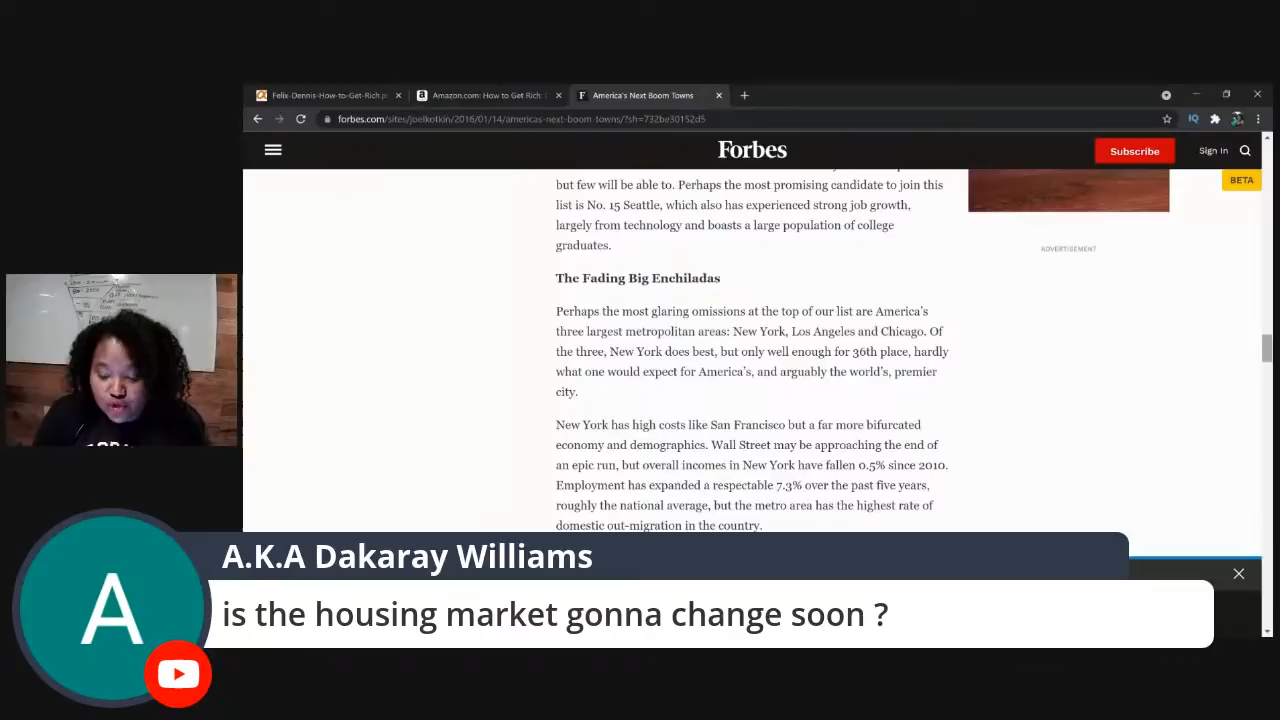 Felix-Dennis-How-to-Get-Rich.p
Amazon.com: How to Get Rich:
America's Next Boom Towns
forbes.com/sites/joelkotkin/2016/01/14/americas-next-boom-towns/?sh=732be30152d5
Forbes
Subscribe
Sign In
BETA
but few will be able to. Perhaps the most promising candidate to join this
list is No. 15 Seattle, which also has experienced strong job growth,
largely from technology and boasts a large population of college
graduates.
ADVERTISEMENT
The Fading Big Enchiladas
Perhaps the most glaring omissions at the top of our list are America's
three largest metropolitan areas: New York, Los Angeles and Chicago. Of
the three, New York does best, but only well enough for 36th place, hardly
what one would expect for America's, and arguably the world's, premier
city.
New York has high costs like San Francisco but a far more bifurcated
economy and demographics. Wall Street may be approaching the end of
an epic run, but overall incomes in New York have fallen 0.5% since 2010.
Employment has expanded a respectable 7.3% over the past five years,
roughly the national average, but the metro area has the highest rate of
domestic out-migration in the country.
A
A.K.A Dakaray Williams
is the housing market gonna change soon ?